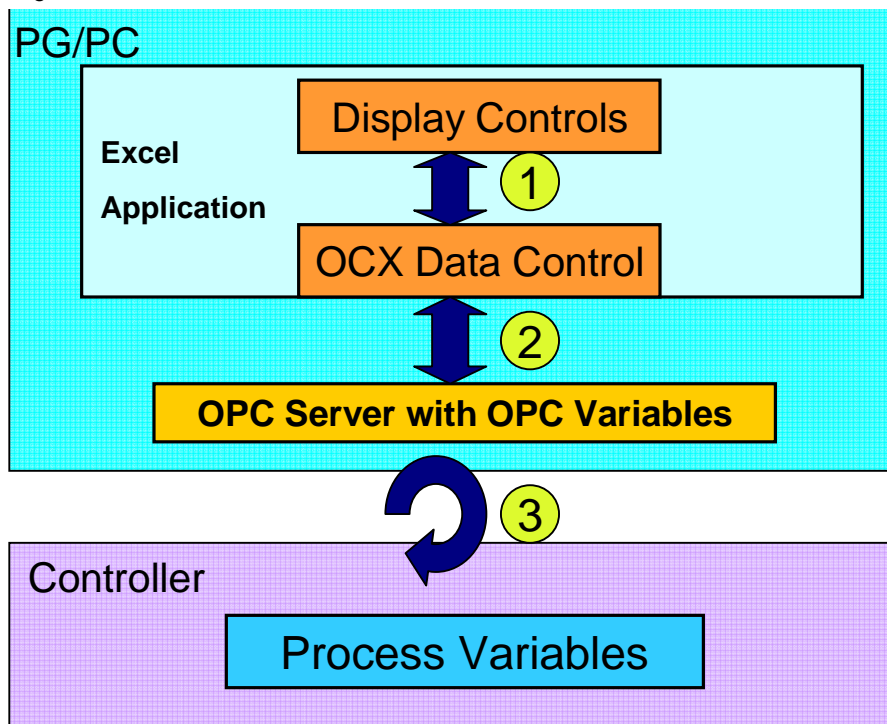 PG/PC
Display Controls
Excel
Application
1
OCX Data Control
2
OPC Server with OPC Variables
3
Controller
Process Variables